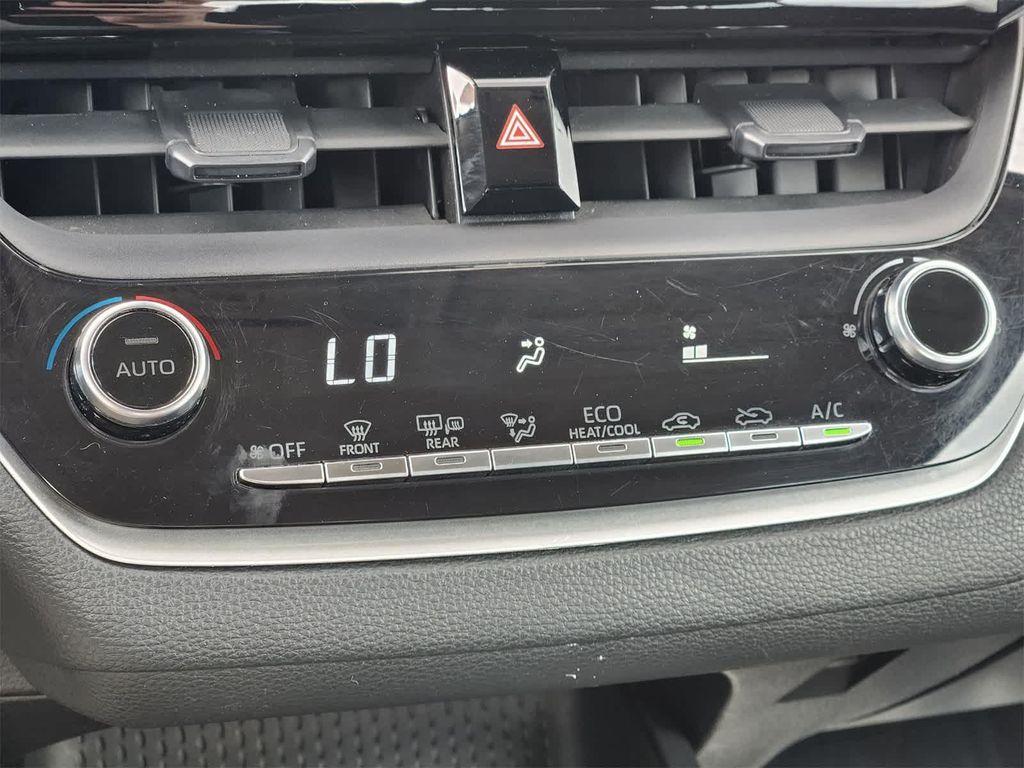 AUTO
LO
OFF
FRONT
REAR
ECO
HEAT/COOL
A/C